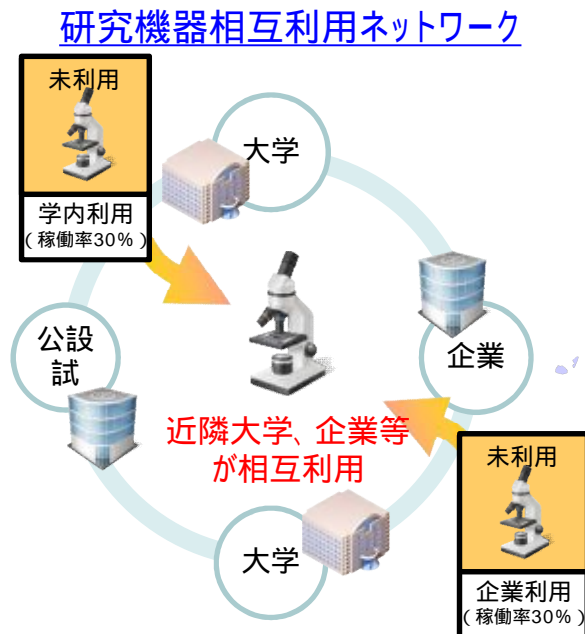 研究機器相互利用ネットワーク
未利用
学内利用
(稼働率30%)
大学
公設
試
企業
近隣大学、企業等
が相互利用
大学
未利用
企業利用
(稼働率30%)